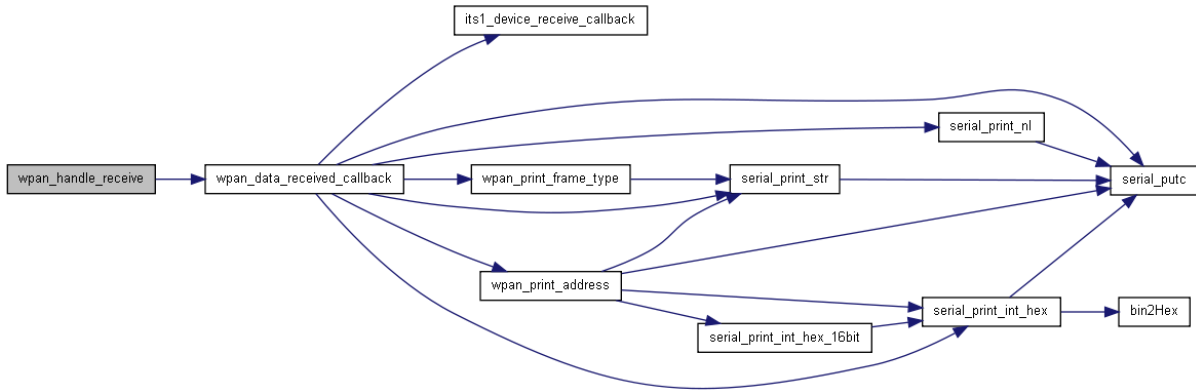 its1_device_receive_callback
serial_print_nl
wpan_handle_receive
wpan_data_received_callback
wpan_print_frame_type
serial_print_str
serial_putc
wpan_print_address
serial_print_int_hex
bin2Hex
serial_print_int_hex_16bit